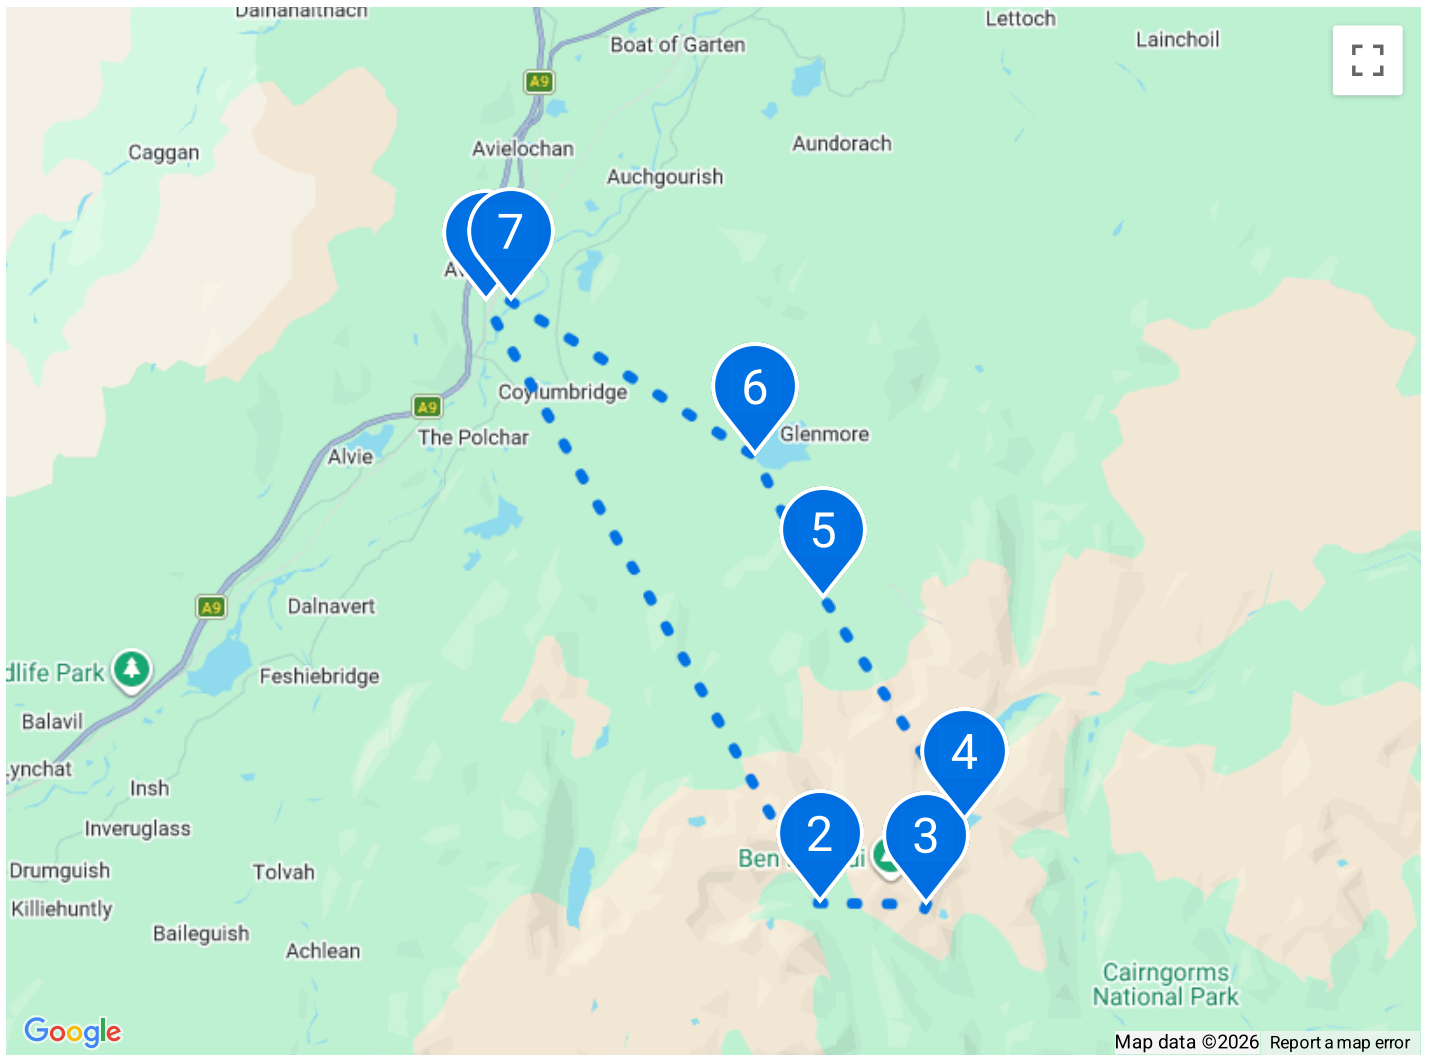 Dalnahaitnach
Lettoch
Boat of Garten
Lainchoil
A9
Avielochan
Aundorach
Caggan
Auchgourish
7
6
Coylumbridge
A9
The Polchar
Glenmore
Alvie
5
A9
Dalnavert
dlife Park
Feshiebridge
Balavil
4
Lynchat
Insh
Inveruglass
2
3
Ben
Drumguish
Tolvah
Killiehuntly
Baileguish
Achlean
Cairngorms
National Park
Google
Map data ©2026
Report a map error